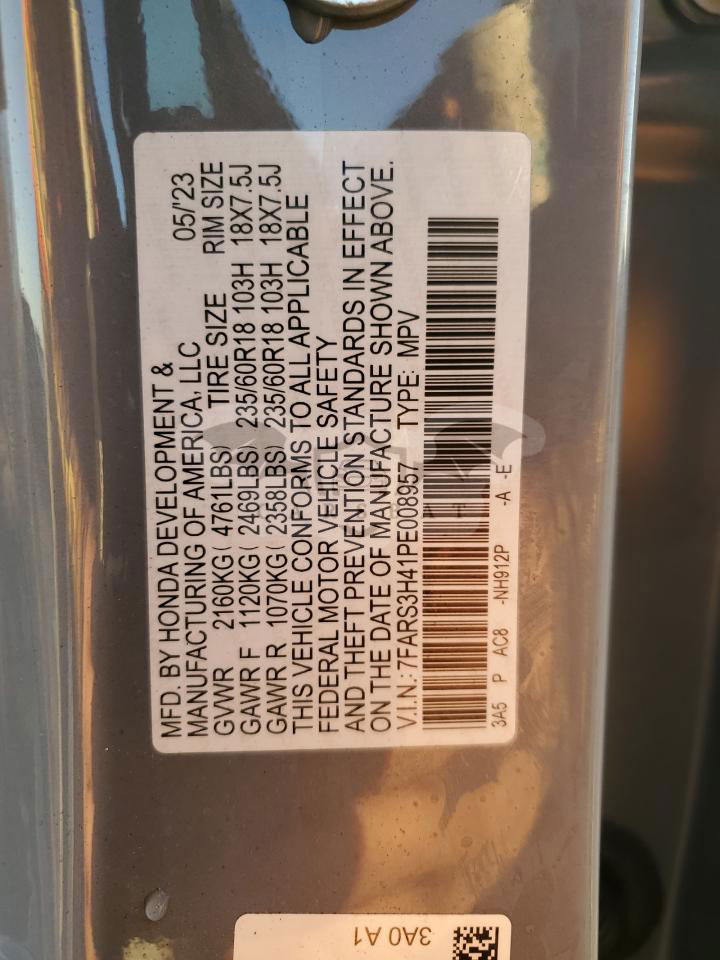 MFD. BY HONDA DEVELOPMENT &
MANUFACTURING OF AMERICA, LLC 05/'23
GVWR 2160KG( 4761LBS) TIRE SIZE RIM SIZE
GAWR F 1120KG( 2469LBS) 235/60R18 103H 18X7.5J
GAWR R 1070KG( 2358LBS) 235/60R18 103H 18X7.5J
THIS VEHICLE CONFORMS TO ALL APPLICABLE
FEDERAL MOTOR VEHICLE SAFETY
AND THEFT PREVENTION STANDARDS IN EFFECT
ON THE DATE OF MANUFACTURE SHOWN ABOVE.
V.I.N.: 7FARS3H41PE008957 TYPE: MPV
3A5 P AC8 -NH912P -A -E
3A0 A1